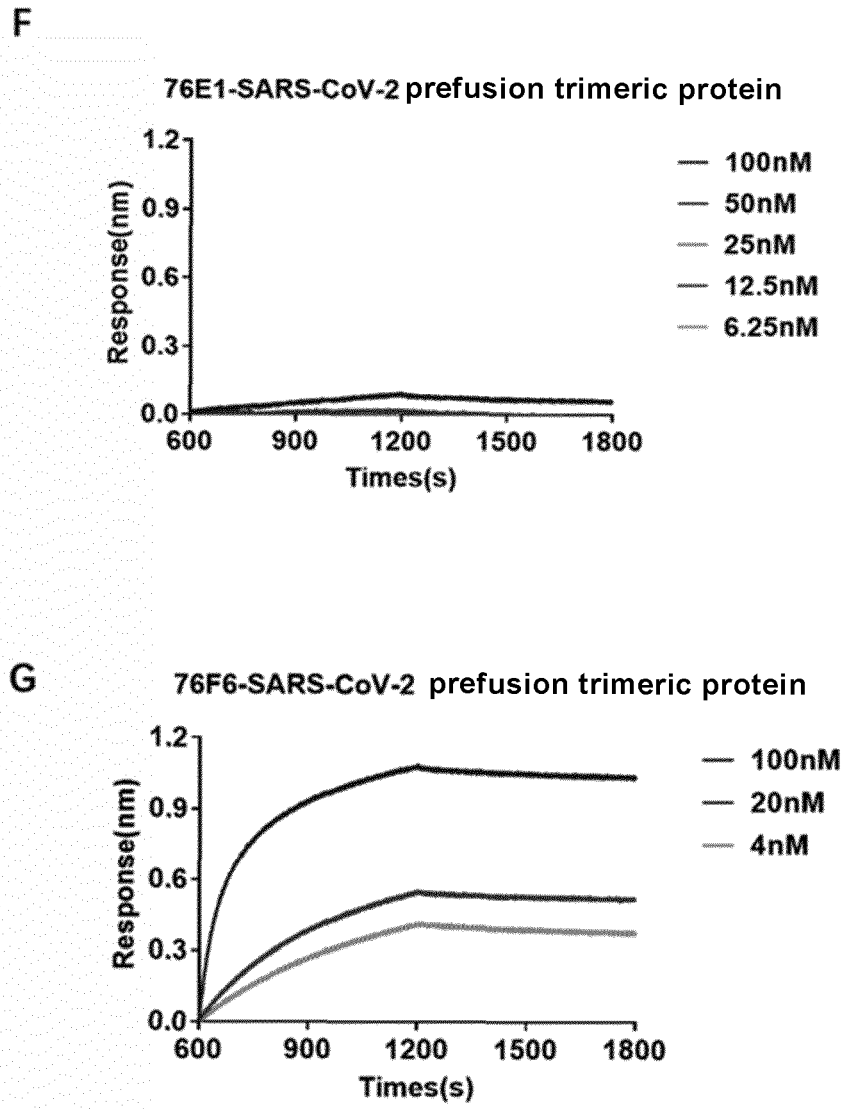 F
76E1-SARS-CoV-2 prefusion trimeric protein
1.2
0.9
0.6
0.3
0.0
Response(nm)
600 900 1200 1500 1800
Times(s)
100nM
50nM
25nM
12.5nM
6.25nM
G
76F6-SARS-CoV-2 prefusion trimeric protein
1.2
0.9
0.6
0.3
0.0
Response(nm)
600 900 1200 1500 1800
Times(s)
100nM
20nM
4nM